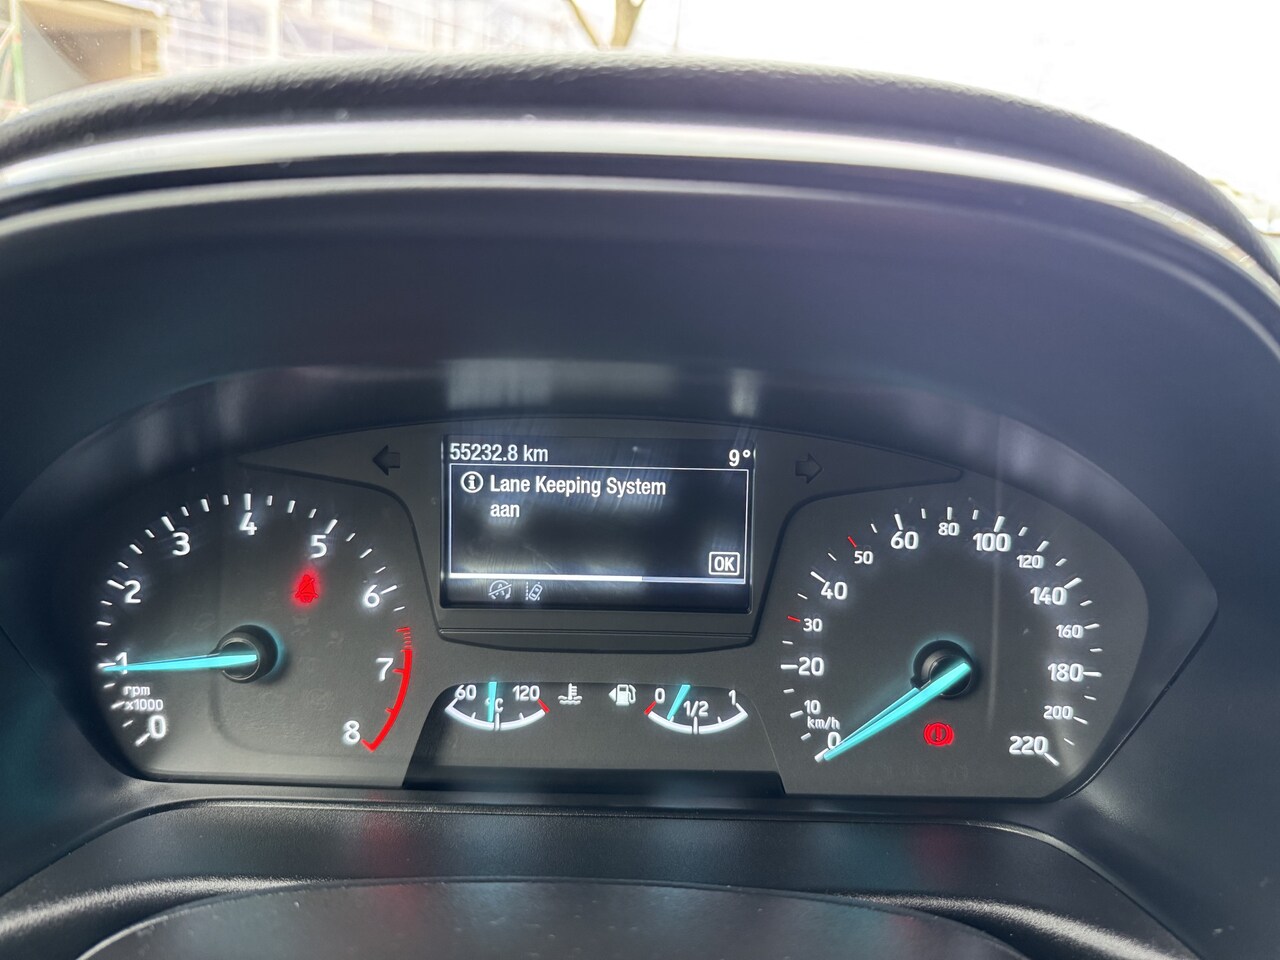 55232.8 km 9°
Lane Keeping System
aan
OK
0 1 2 3 4 5 6 7 8
rpm
x1000
60 120
°C
0 1/2 1
0 10 20 30 40 50 60 80 100 120 140 160 180 200 220
km/h